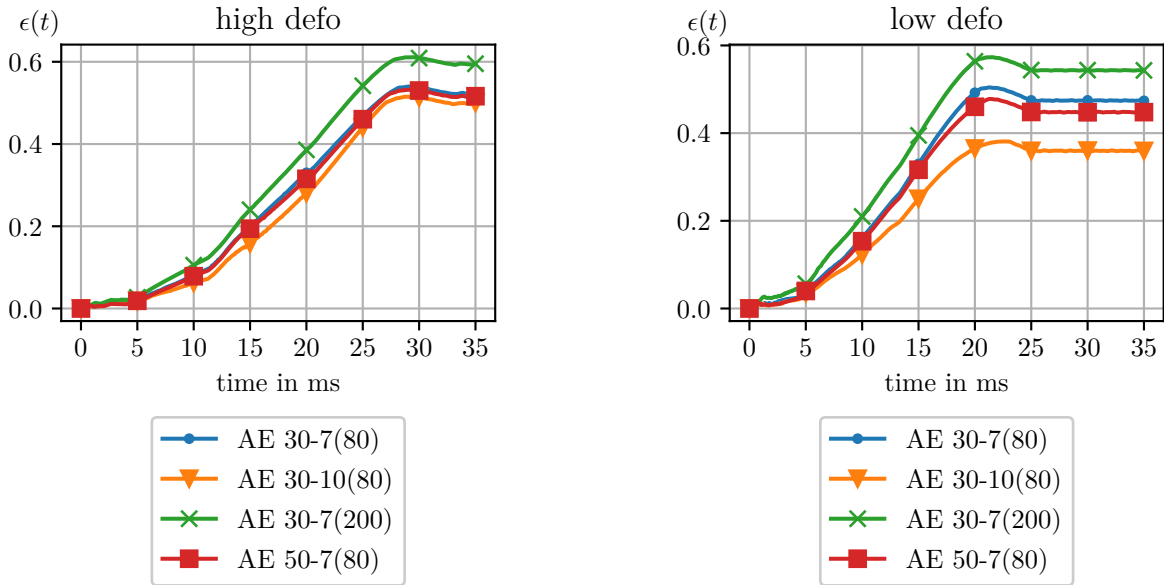 high defo
ϵ(t)
0.6
0.4
0.2
0.0
0 5 10 15 20 25 30 35
time in ms
AE 30-7(80)
AE 30-10(80)
AE 30-7(200)
AE 50-7(80)
low defo
ϵ(t)
0.6
0.4
0.2
0.0
0 5 10 15 20 25 30 35
time in ms
AE 30-7(80)
AE 30-10(80)
AE 30-7(200)
AE 50-7(80)